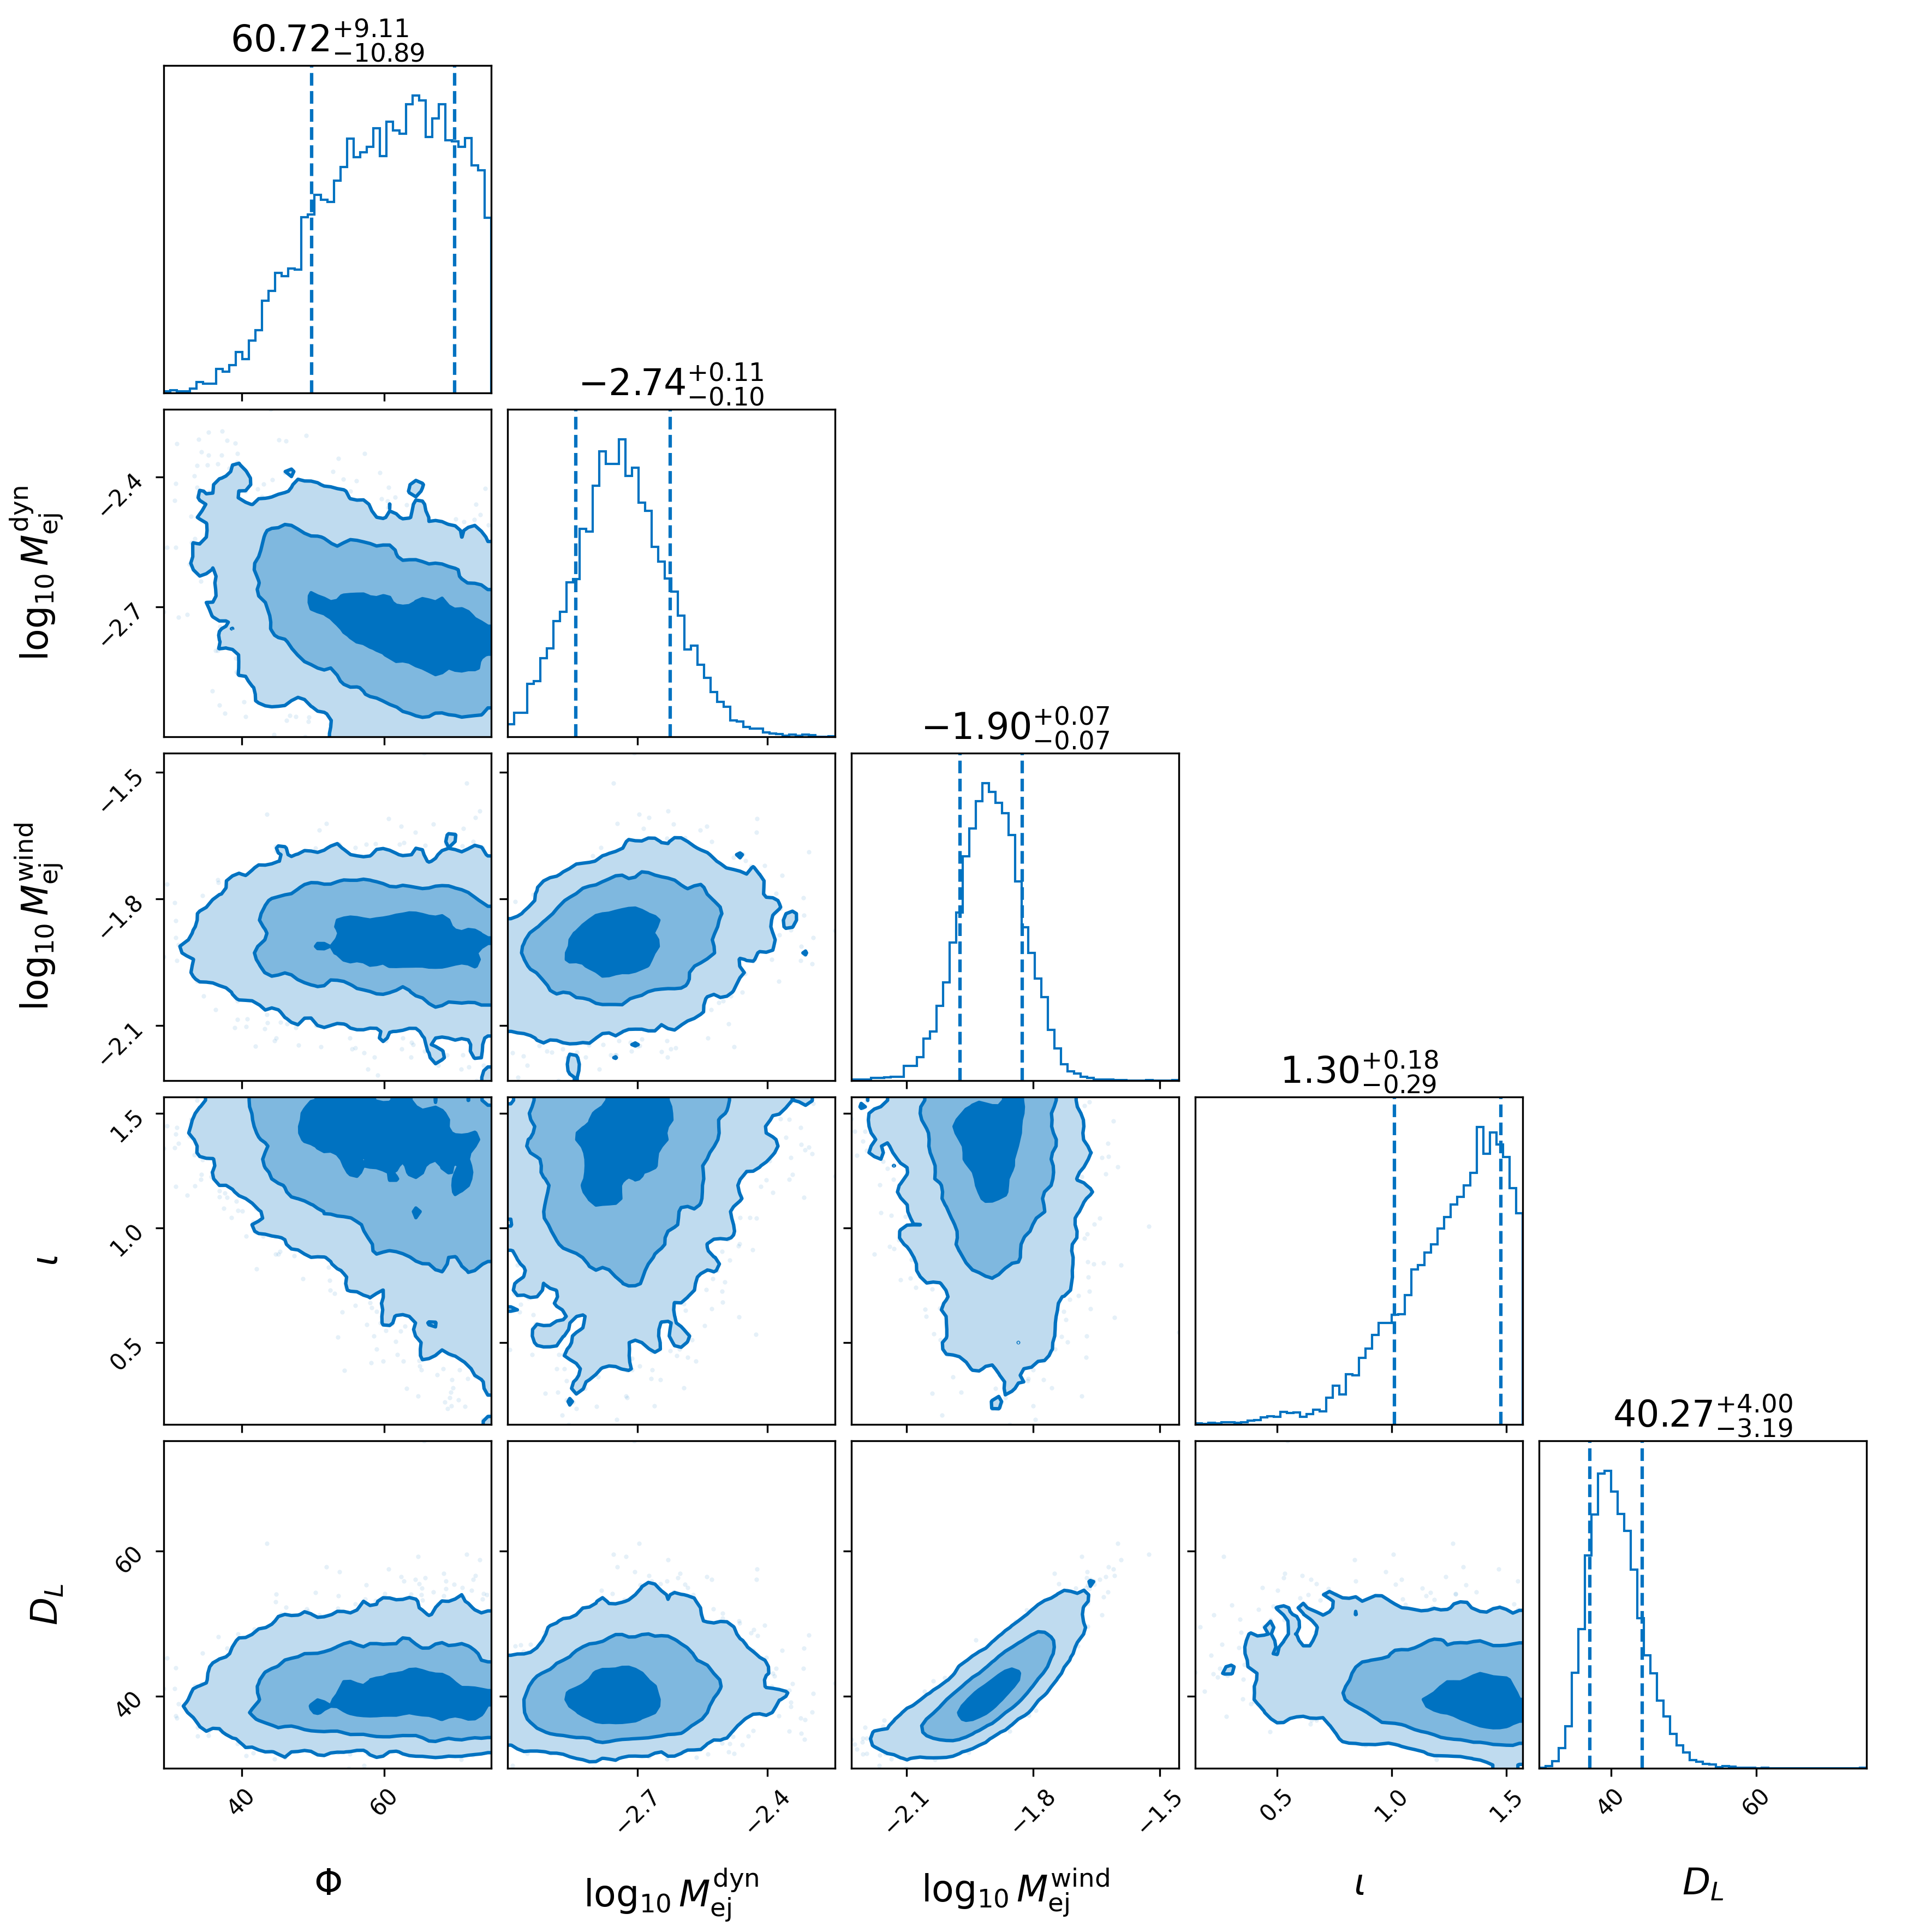 60.72+9.11−10.89
−2.74+0.11−0.10
−1.90+0.07−0.07
1.30+0.18−0.29
40.27+4.00−3.19
log10 Mejdyn
−2.4
−2.7
log10 Mejwind
−1.5
−1.8
−2.1
ι
1.5
1.0
0.5
DL
60
40
40 60 −2.7 −2.4 −2.1 −1.8 −1.5 0.5 1.0 1.5 40 60
Φ log10 Mejdyn log10 Mejwind ι DL